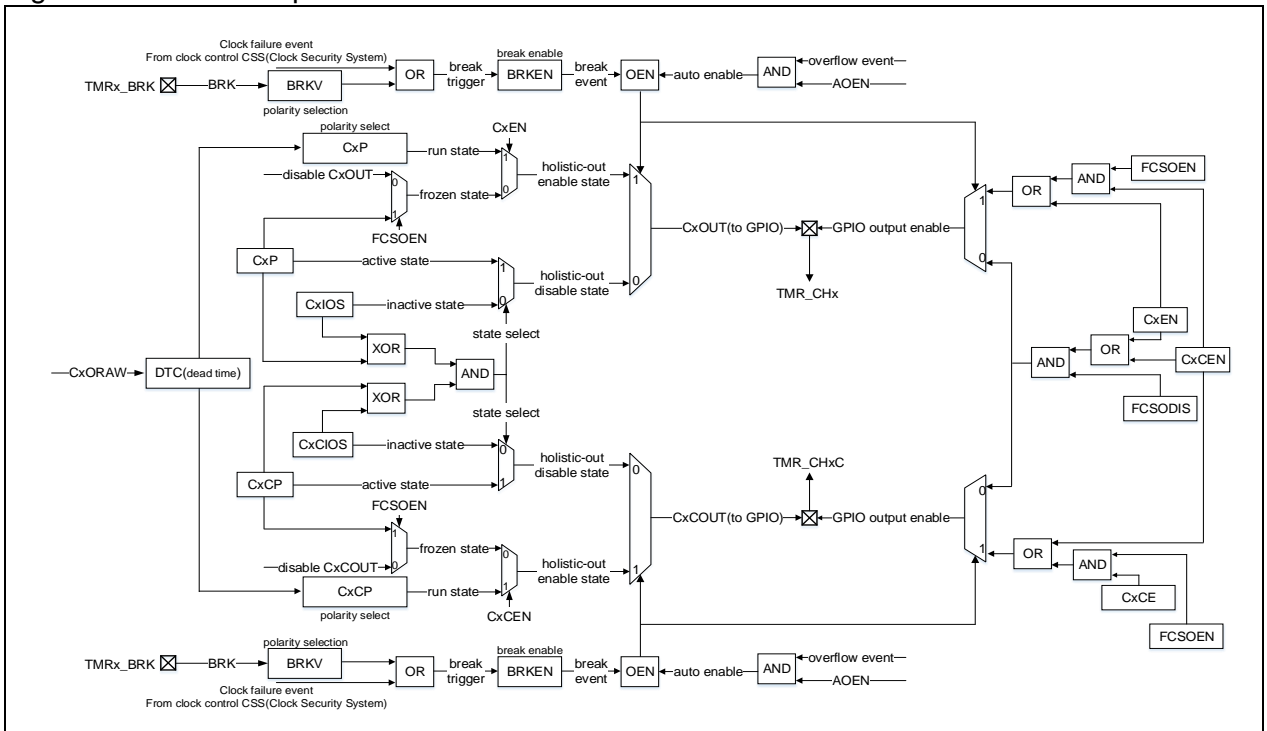 Clock failure event
From clock control CSS(Clock Security System)
TMRx_BRK
BRK
BRKV
polarity selection
OR
break
trigger
break enable
BRKEN
break
event
OEN
auto enable
AND
overflow event
AOEN
polarity select
CxP
run state
CxEN
1
0
disable CxOUT
0
1
frozen state
FCSOEN
holistic-out
enable state
1
0
CxP
active state
1
0
holistic-out
disable state
CxIOS
inactive state
state select
XOR
XOR
AND
state select
CxORAW
DTC(dead time)
CxOUT(to GPIO)
GPIO output enable
TMR_CHx
1
0
OR
AND
FCSOEN
CxEN
OR
AND
CxCEN
FCSODIS
CxCIOS
inactive state
0
1
holistic-out
disable state
CxCP
active state
FCSOEN
1
0
frozen state
disable CxCOUT
CxCP
polarity select
run state
0
1
CxCEN
holistic-out
enable state
0
1
TMR_CHxC
CxCOUT(to GPIO)
GPIO output enable
0
1
OR
AND
CxCE
FCSOEN
polarity selection
TMRx_BRK
BRK
BRKV
Clock failure event
From clock control CSS(Clock Security System)
OR
break
trigger
break enable
BRKEN
break
event
OEN
auto enable
AND
overflow event
AOEN